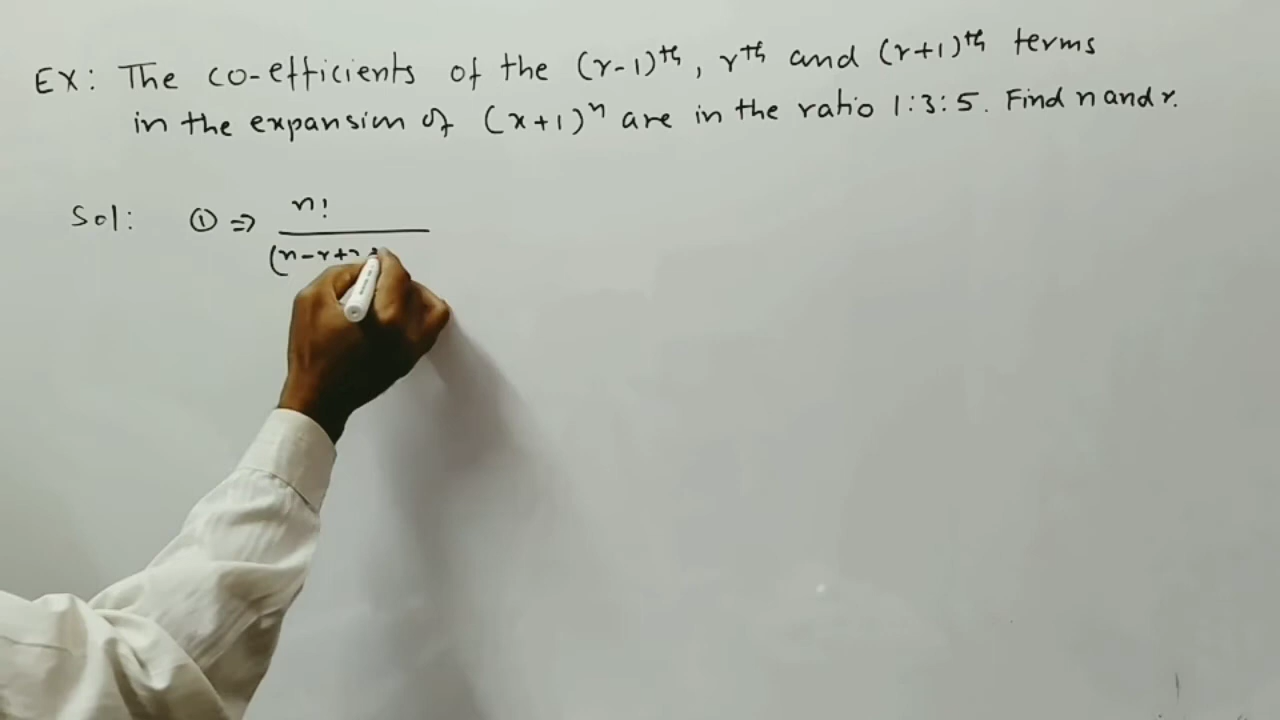 EX: The co-efficients of the (r-1)ᵗʰ, rᵗʰ and (r+1)ᵗʰ terms
in the expansion of (x+1)ⁿ are in the ratio 1:3:5. Find n and r.
Sol: ① ⇒ n!
(n-r+